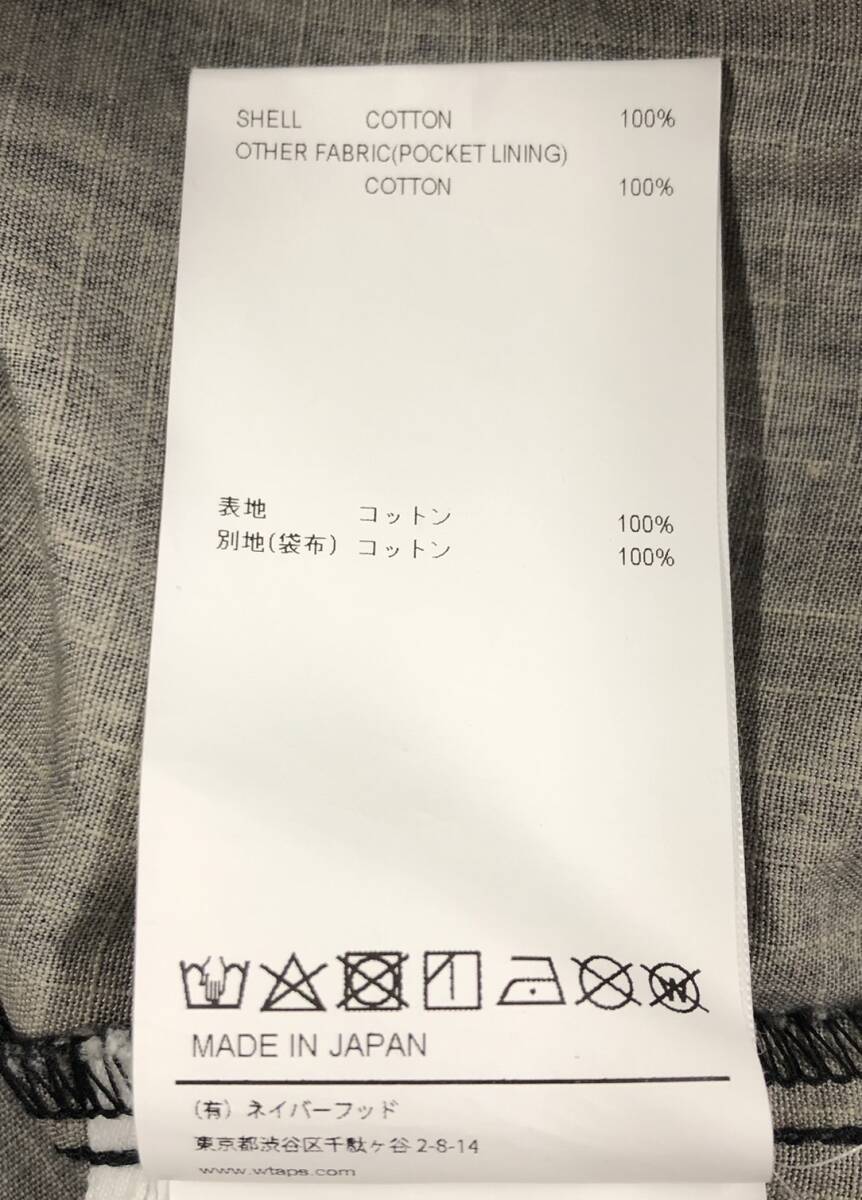 SHELL COTTON 100%
OTHER FABRIC(POCKET LINING)
COTTON 100%
表地 コットン 100%
別地(袋布) コットン 100%
W
MADE IN JAPAN
(有) ネイバーフッド
東京都渋谷区千駄ヶ谷 2-8-14
www.wtaps.com